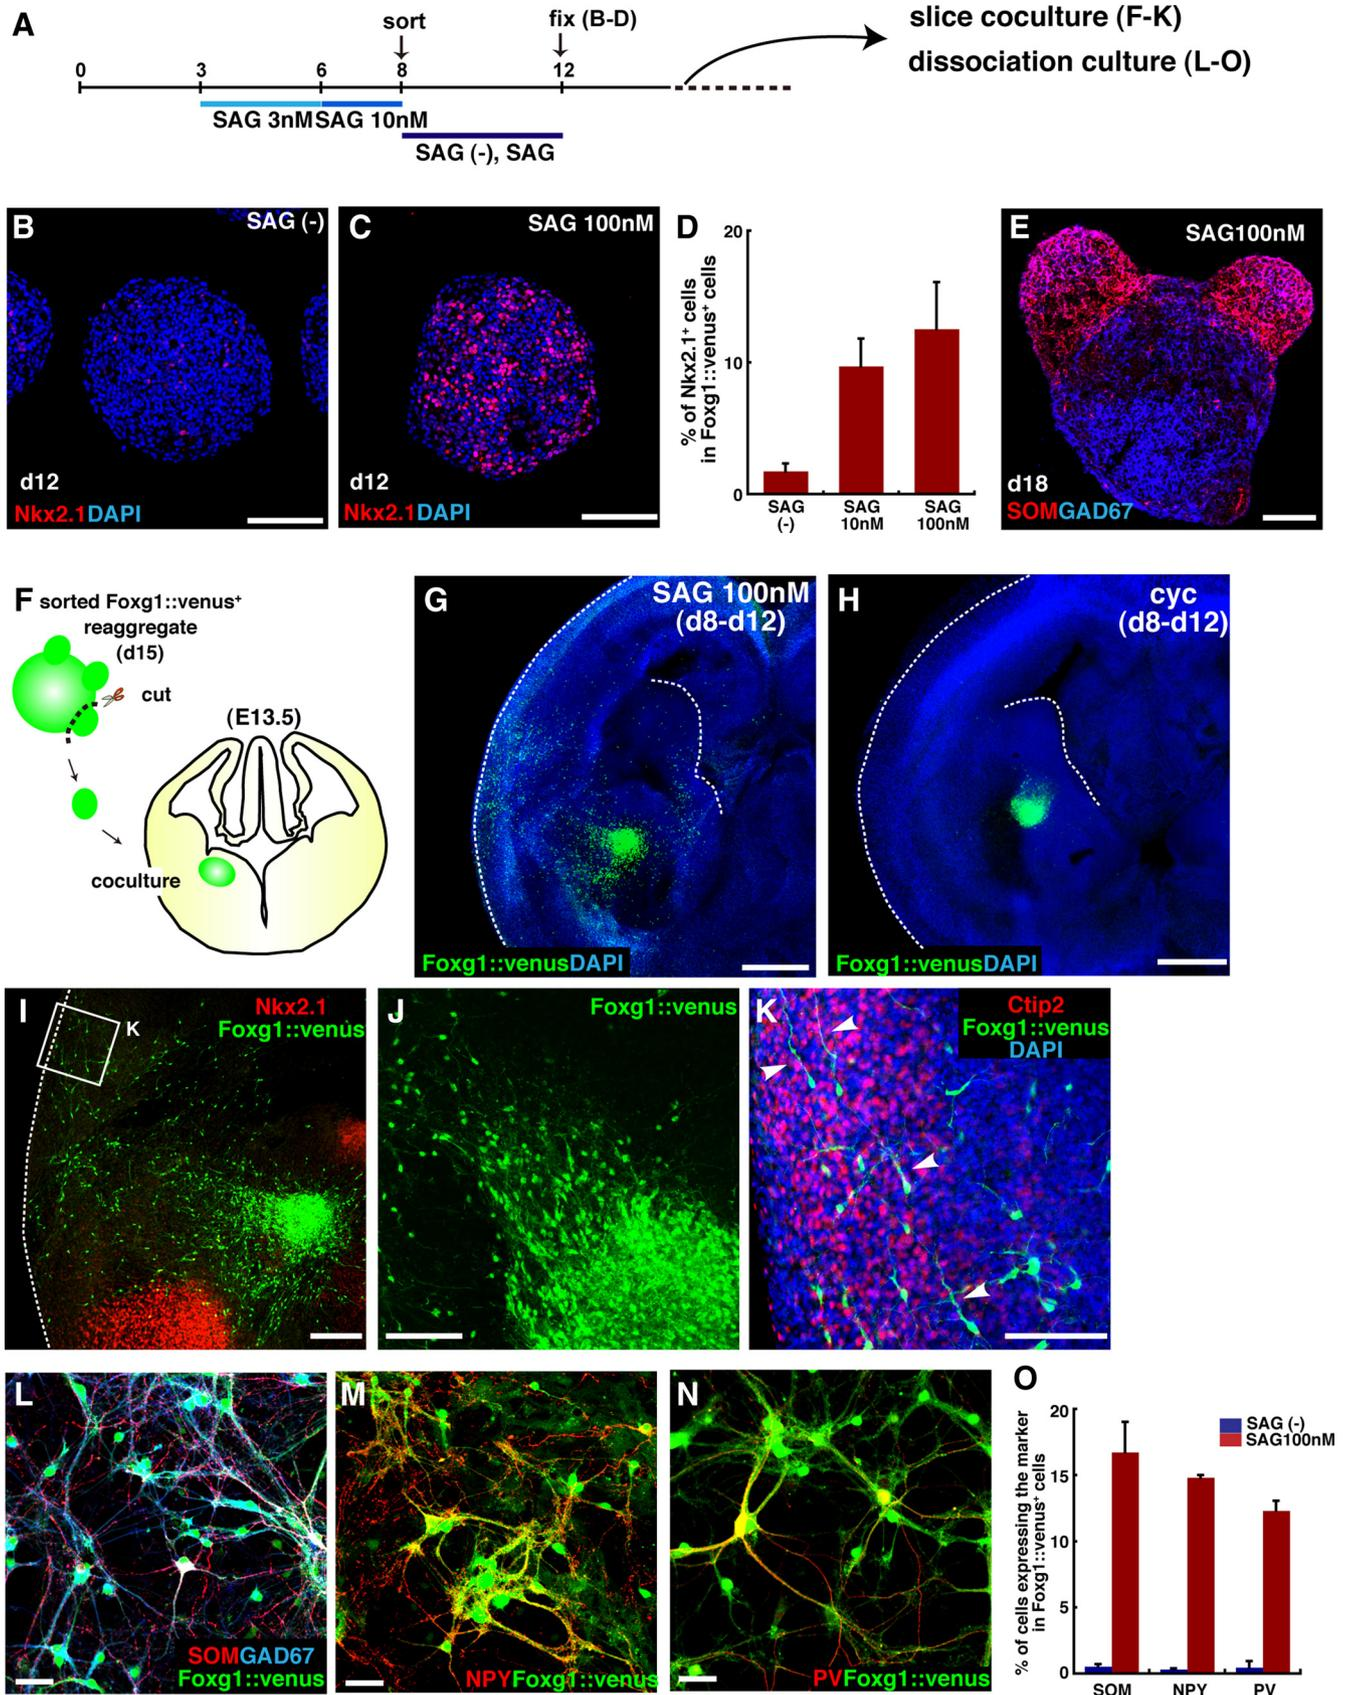 A
sort
fix (B-D)
slice coculture (F-K)
dissociation culture (L-O)
0
3
6
8
12
SAG 3nM
SAG 10nM
SAG (-), SAG
B
SAG (-)
d12
Nkx2.1DAPI
C
SAG 100nM
d12
Nkx2.1DAPI
D
% of Nkx2.1+ cells
in Foxg1::venus+ cells
20
10
0
SAG
(-)
SAG
10nM
SAG
100nM
E
SAG100nM
d18
SOMGAD67
F
sorted Foxg1::venus+
reaggregate
(d15)
cut
(E13.5)
coculture
G
SAG 100nM
(d8-d12)
Foxg1::venusDAPI
H
cyc
(d8-d12)
Foxg1::venusDAPI
I
Nkx2.1
Foxg1::venus
K
J
Foxg1::venus
K
Ctip2
Foxg1::venus
DAPI
L
SOMGAD67
Foxg1::venus
M
NPYFoxg1::venus
N
PVFoxg1::venus
O
% of cells expressing the marker
in Foxg1::venus+ cells
20
15
10
5
0
SAG (-)
SAG100nM
SOM
NPY
PV